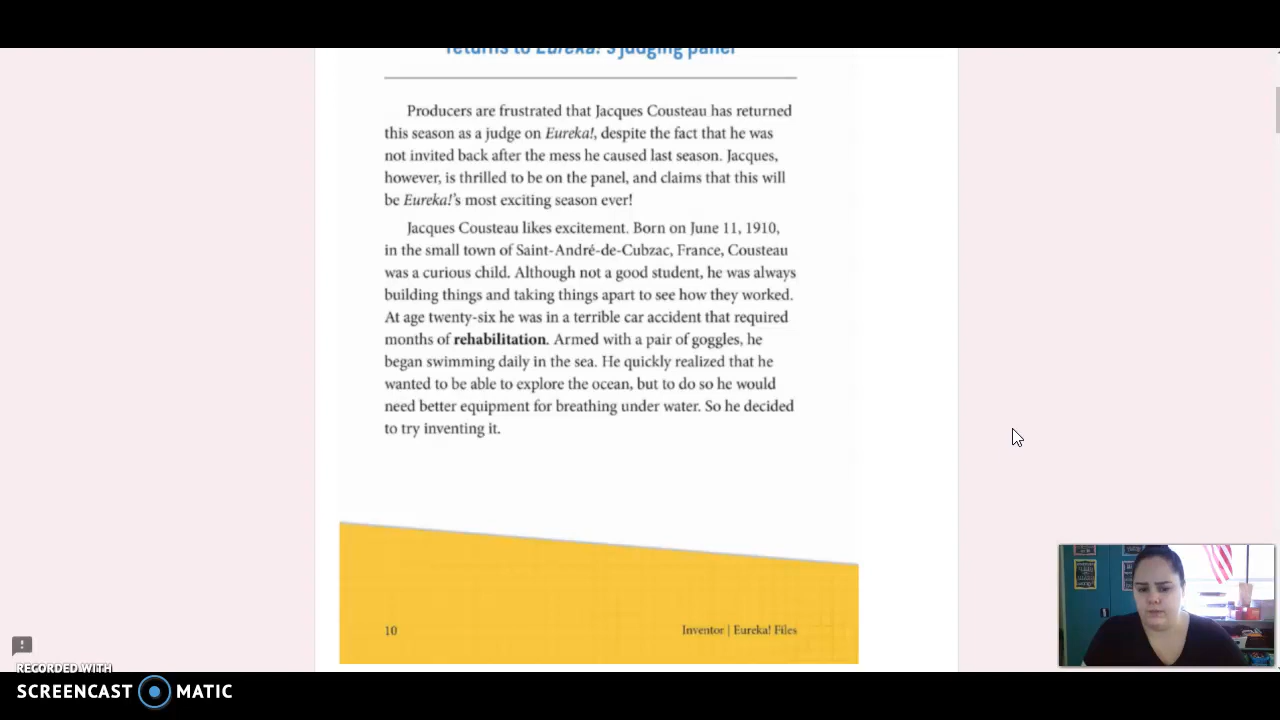 returns to Eureka!'s judging panel
Producers are frustrated that Jacques Cousteau has returned
this season as a judge on Eureka!, despite the fact that he was
not invited back after the mess he caused last season. Jacques,
however, is thrilled to be on the panel, and claims that this will
be Eureka!'s most exciting season ever!
Jacques Cousteau likes excitement. Born on June 11, 1910,
in the small town of Saint-André-de-Cubzac, France, Cousteau
was a curious child. Although not a good student, he was always
building things and taking things apart to see how they worked.
At age twenty-six he was in a terrible car accident that required
months of rehabilitation. Armed with a pair of goggles, he
began swimming daily in the sea. He quickly realized that he
wanted to be able to explore the ocean, but to do so he would
need better equipment for breathing under water. So he decided
to try inventing it.
10
Inventor | Eureka! Files
RECORDED WITH
SCREENCAST MATIC